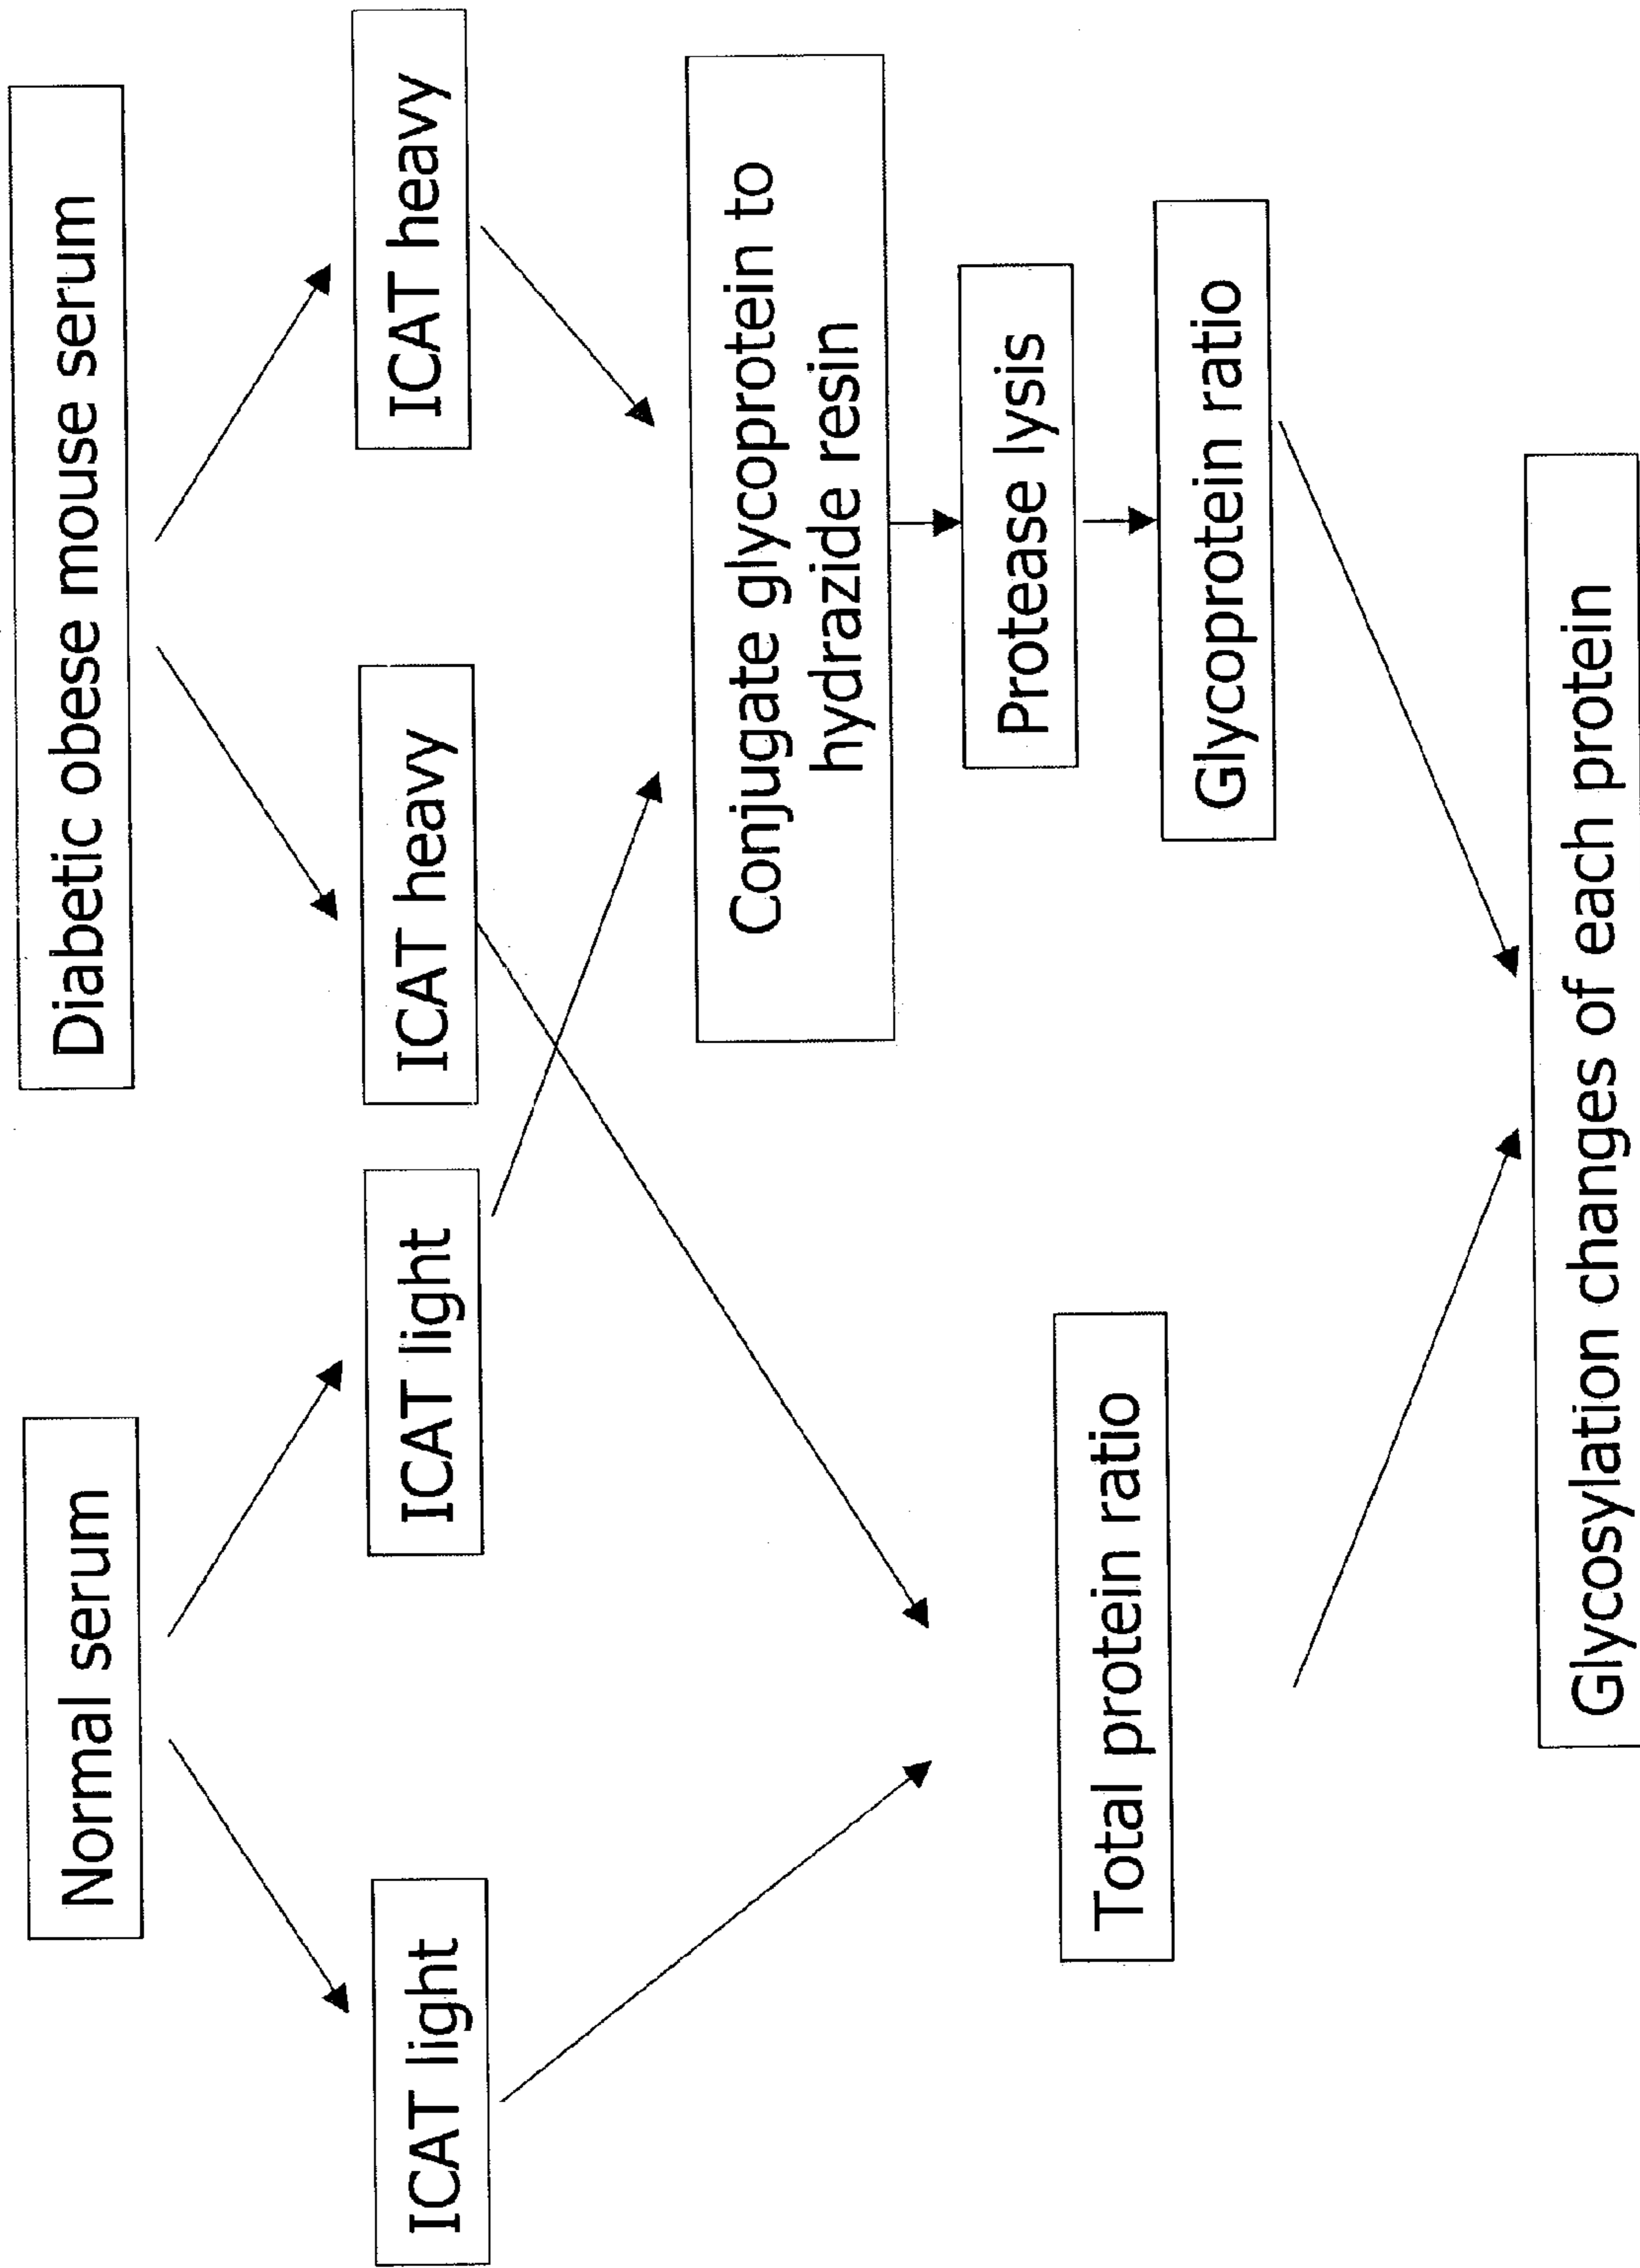 Normal serum
Diabetic obese mouse serum
ICAT light
ICAT light
ICAT heavy
ICAT heavy
Conjugate glycoprotein to
hydrazide resin
Protease lysis
Total protein ratio
Glycoprotein ratio
Glycosylation changes of each protein